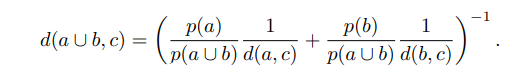 d(a ∪ b, c) = ( p(a)/p(a ∪ b) 1/d(a, c) + p(b)/p(a ∪ b) 1/d(b, c) )^{-1} .